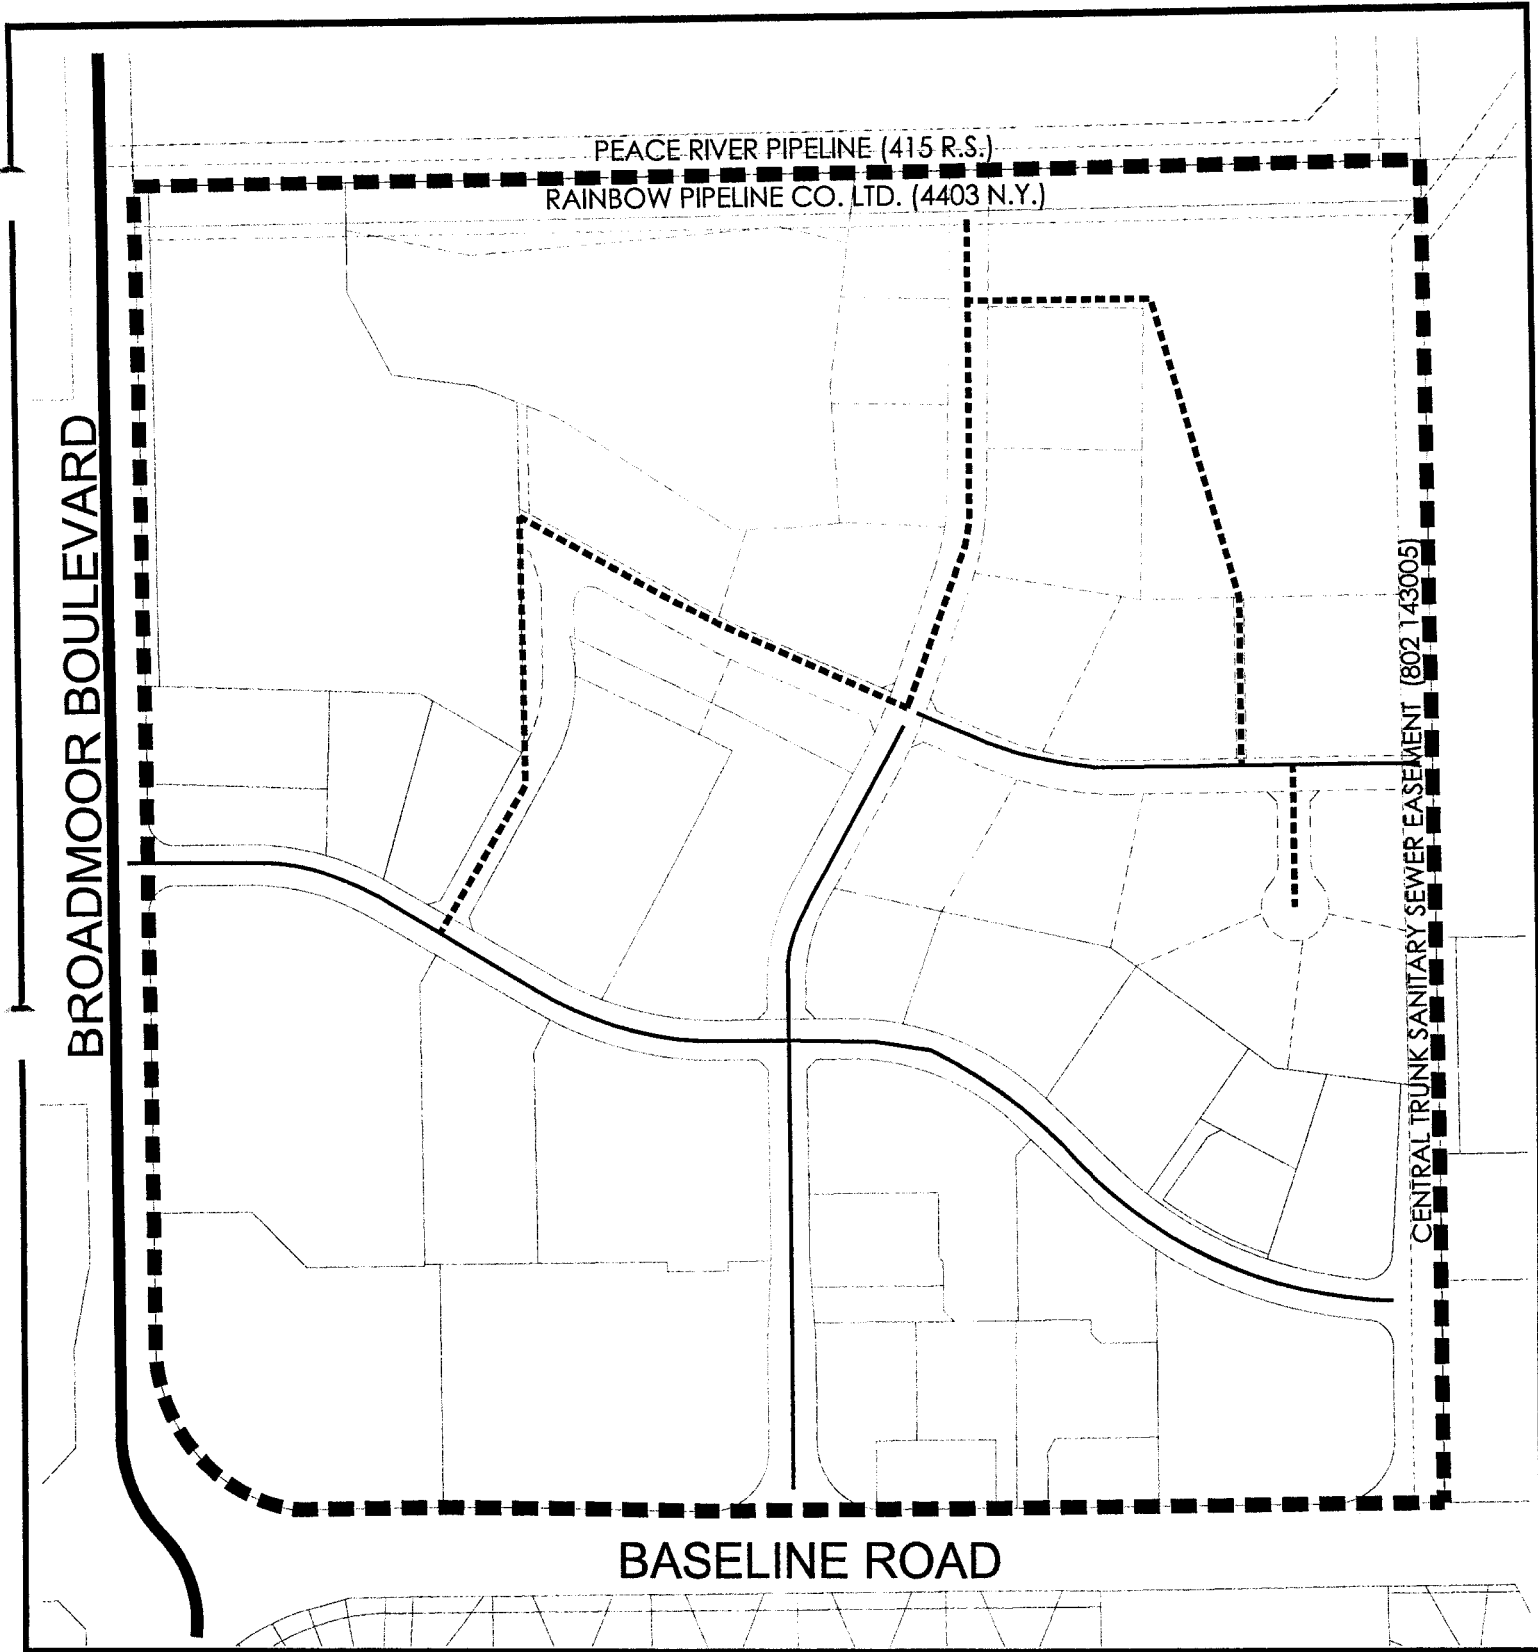 PEACE RIVER PIPELINE (415 R.S.)
RAINBOW PIPELINE CO. LTD. (4403 N.Y.)
BROADMOOR BOULEVARD
CENTRAL TRUNK SANITARY SEWER EASEMENT (802 143005)
BASELINE ROAD